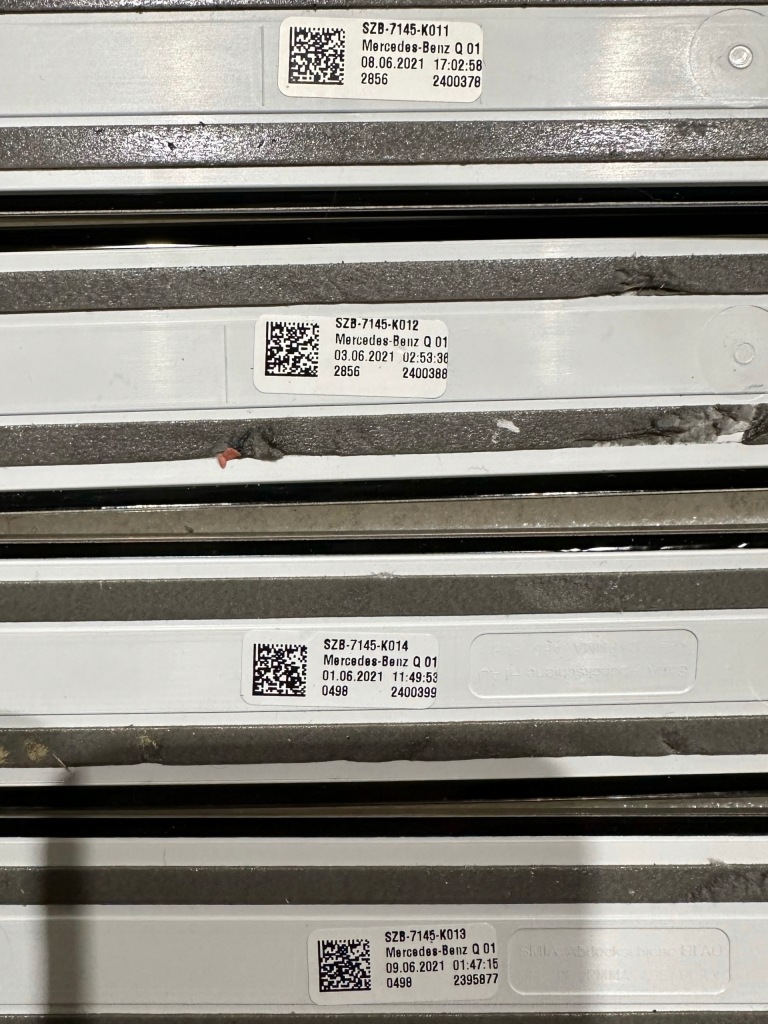 SZB-7145-K011
Mercedes-Benz Q 01
08.06.2021 17:02:58
2856 2400378
SZB-7145-K012
Mercedes-Benz Q 01
03.06.2021 02:53:36
2856 2400388
SZB-7145-K014
Mercedes-Benz Q 01
01.06.2021 11:49:53
0498 2400399
SZB-7145-K013
Mercedes-Benz Q 01
09.06.2021 01:47:15
0498 2395877